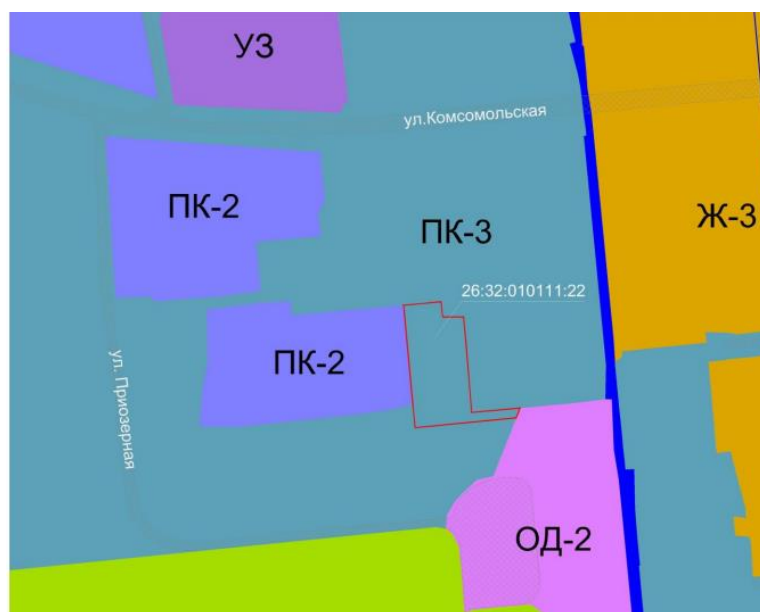 УЗ
ул.Комсомольская
ПК-2
ПК-3
Ж-3
26:32:010111:22
ПК-2
ул. Приозерная
ОД-2